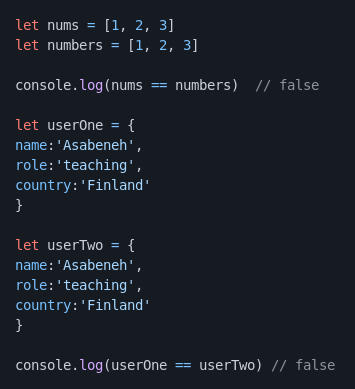 let nums = [1, 2, 3]
let numbers = [1, 2, 3]
console.log(nums == numbers)  // false
let userOne = {
name:'Asabeneh',
role:'teaching',
country:'Finland'
}
let userTwo = {
name:'Asabeneh',
role:'teaching',
country:'Finland'
}
console.log(userOne == userTwo) // false